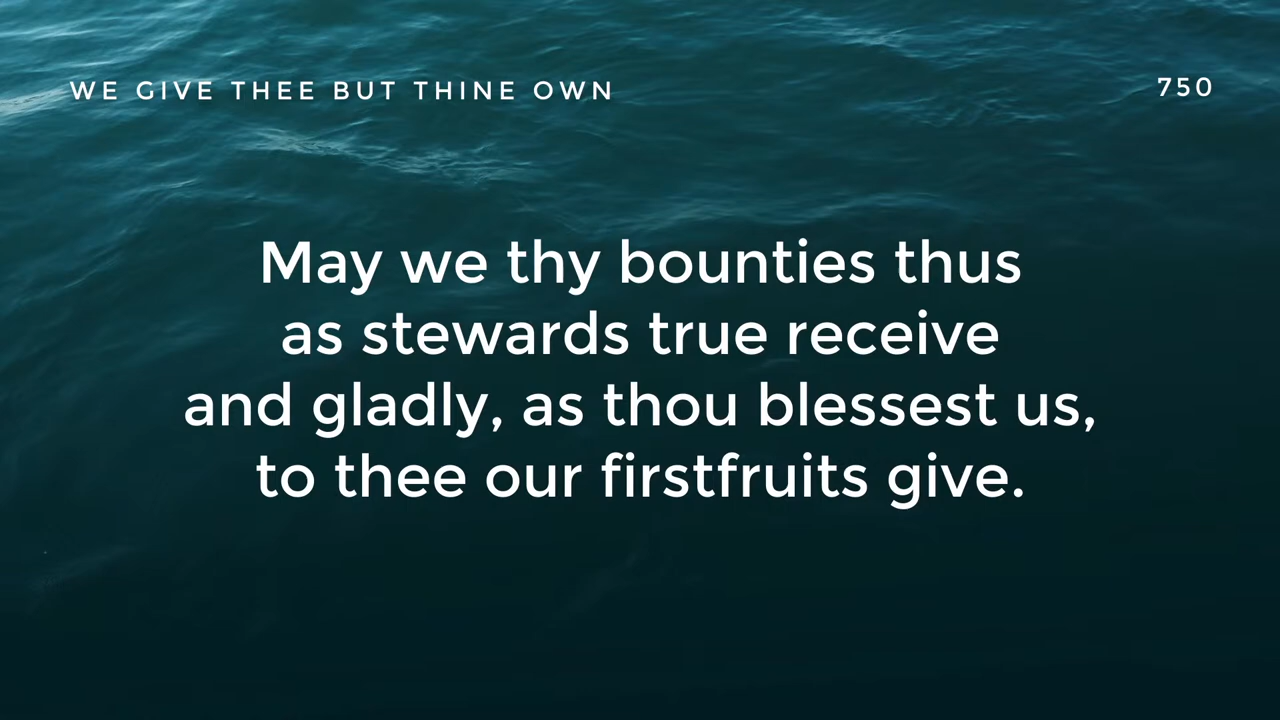 WE GIVE THEE BUT THINE OWN
750
May we thy bounties thus
as stewards true receive
and gladly, as thou blessest us,
to thee our firstfruits give.